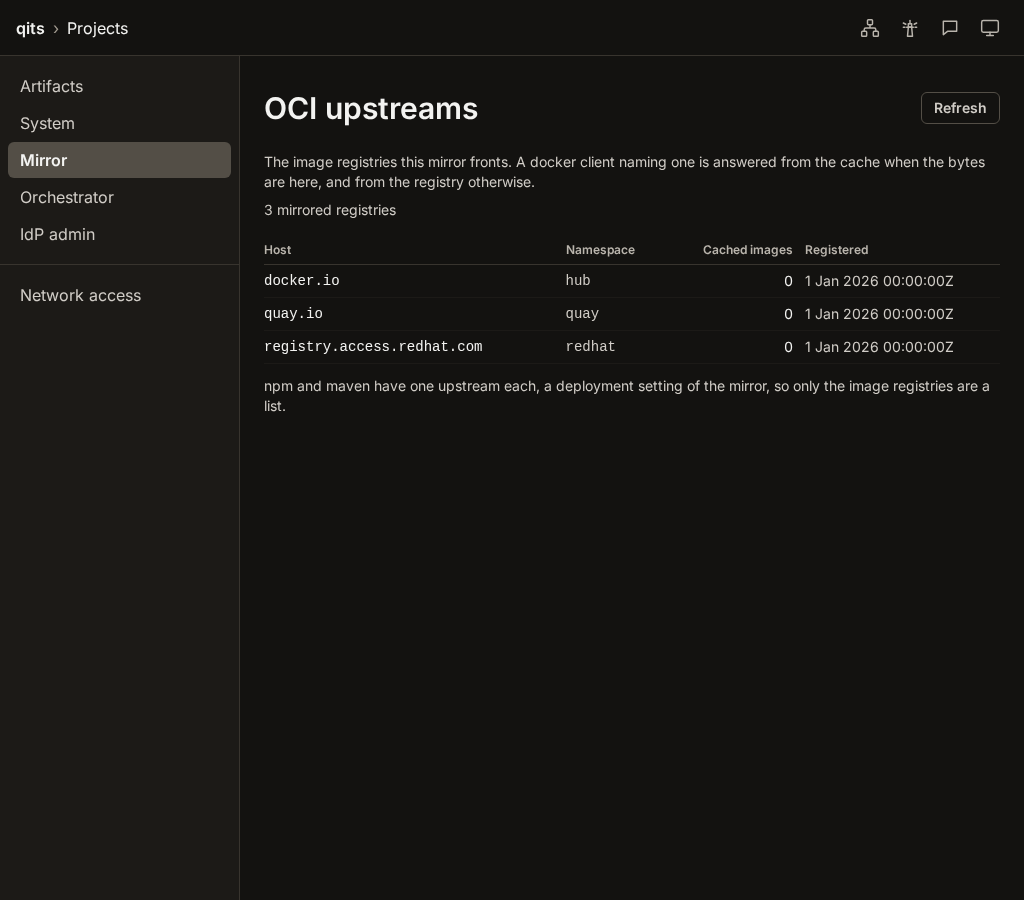 qits › Projects
Artifacts
System
Mirror
Orchestrator
IdP admin
Network access
OCI upstreams
Refresh
The image registries this mirror fronts. A docker client naming one is answered from the cache when the bytes
are here, and from the registry otherwise.
3 mirrored registries
Host Namespace Cached images Registered
docker.io hub 0 1 Jan 2026 00:00:00Z
quay.io quay 0 1 Jan 2026 00:00:00Z
registry.access.redhat.com redhat 0 1 Jan 2026 00:00:00Z
npm and maven have one upstream each, a deployment setting of the mirror, so only the image registries are a
list.